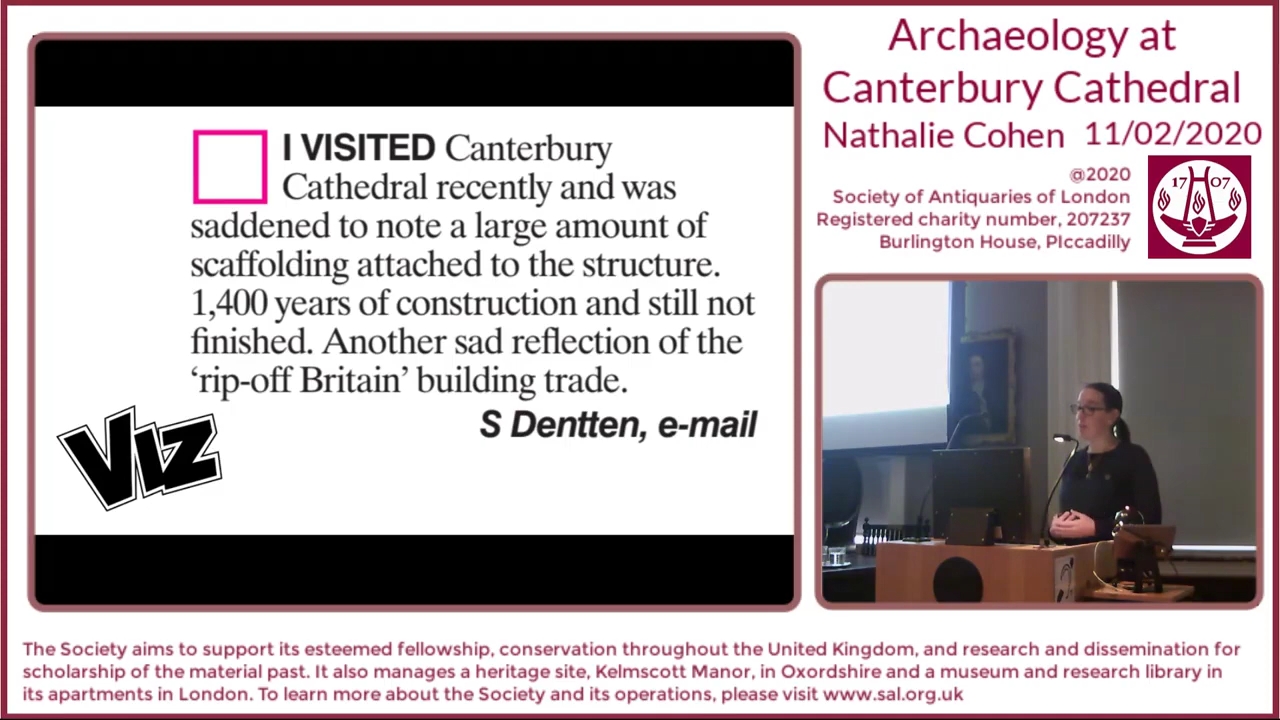 I VISITED Canterbury
Cathedral recently and was
saddened to note a large amount of
scaffolding attached to the structure.
1,400 years of construction and still not
finished. Another sad reflection of the
‘rip-off Britain’ building trade.
S Dentten, e-mail
Viz
Archaeology at
Canterbury Cathedral
Nathalie Cohen 11/02/2020
@2020
Society of Antiquaries of London
Registered charity number, 207237
Burlington House, PIccadilly
17 07
The Society aims to support its esteemed fellowship, conservation throughout the United Kingdom, and research and dissemination for
scholarship of the material past. It also manages a heritage site, Kelmscott Manor, in Oxordshire and a museum and research library in
its apartments in London. To learn more about the Society and its operations, please visit www.sal.org.uk